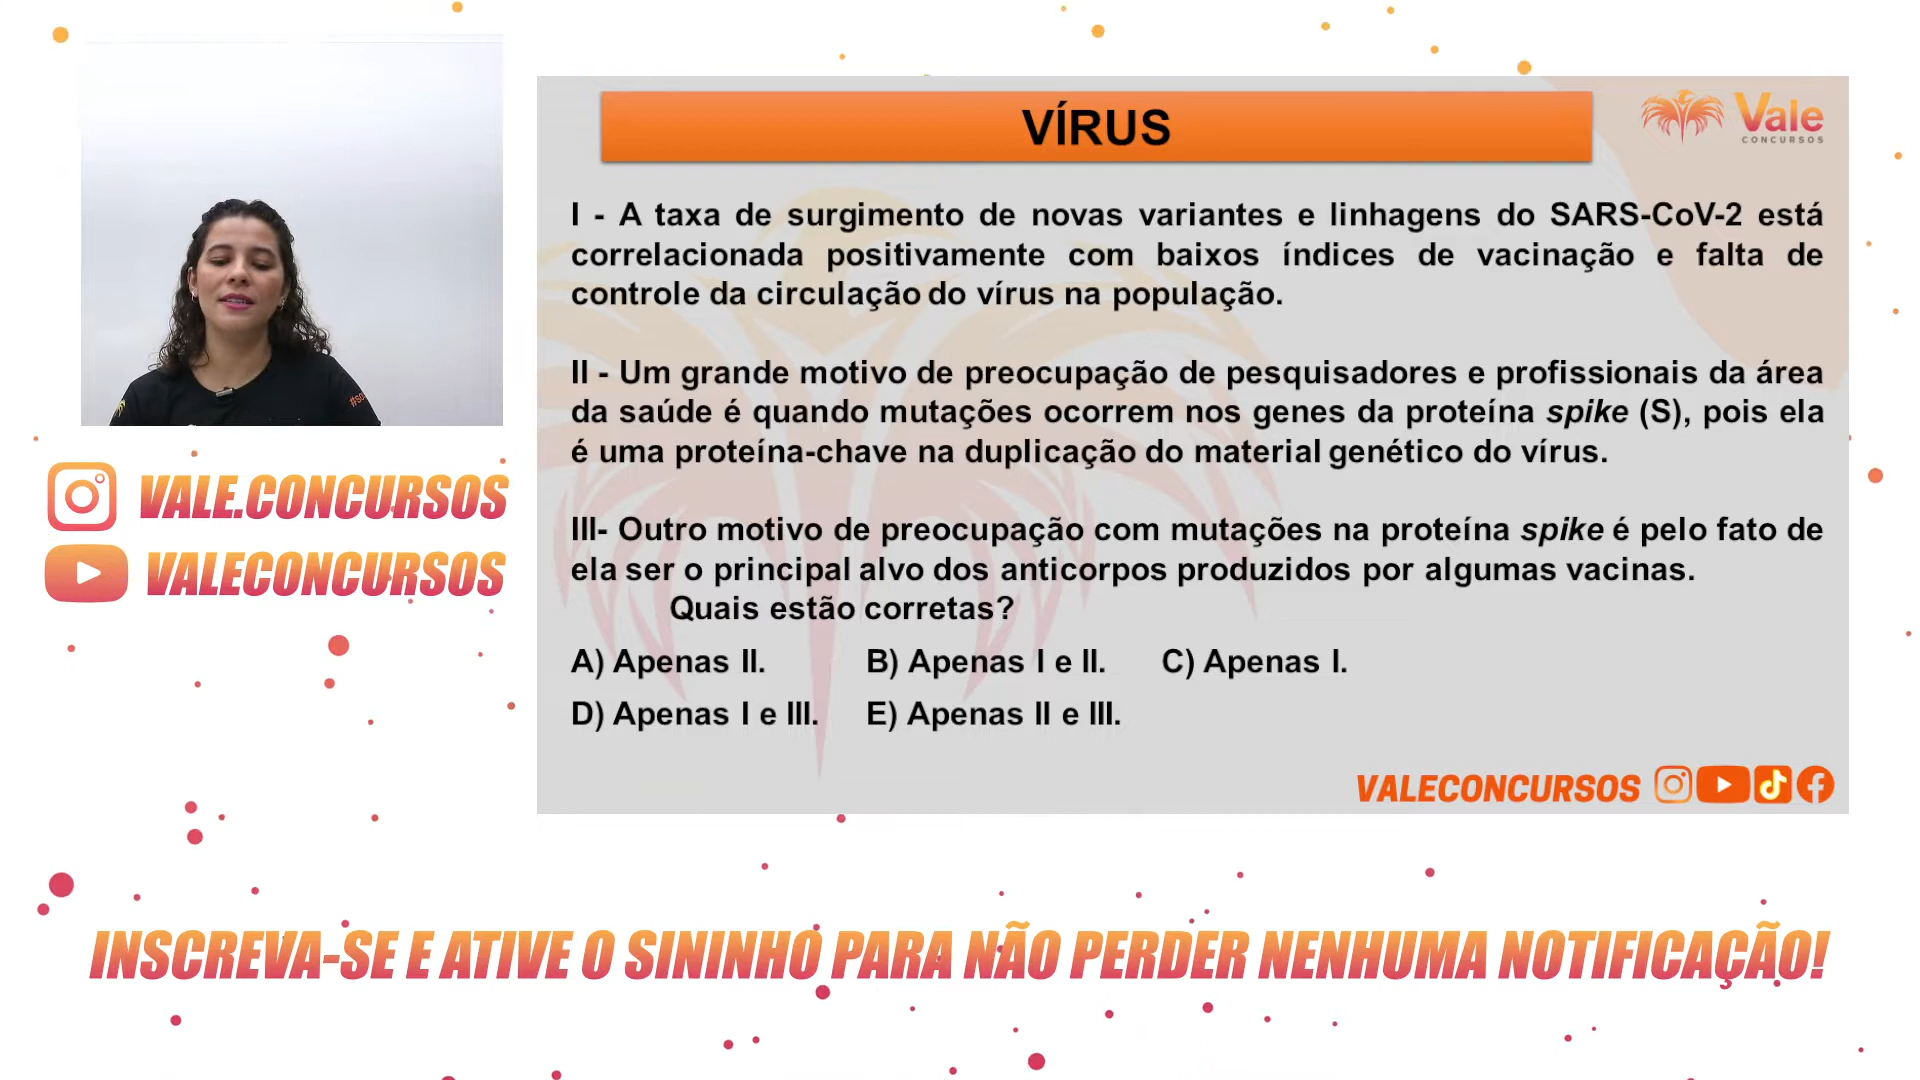 VÍRUS
Vale
CONCURSOS
I - A taxa de surgimento de novas variantes e linhagens do SARS-CoV-2 está
correlacionada positivamente com baixos índices de vacinação e falta de
controle da circulação do vírus na população.
II - Um grande motivo de preocupação de pesquisadores e profissionais da área
da saúde é quando mutações ocorrem nos genes da proteína spike (S), pois ela
é uma proteína-chave na duplicação do material genético do vírus.
III- Outro motivo de preocupação com mutações na proteína spike é pelo fato de
ela ser o principal alvo dos anticorpos produzidos por algumas vacinas.
Quais estão corretas?
A) Apenas II. B) Apenas I e II. C) Apenas I.
D) Apenas I e III. E) Apenas II e III.
VALECONCURSOS
VALE.CONCURSOS
VALECONCURSOS
INSCREVA-SE E ATIVE O SININHO PARA NÃO PERDER NENHUMA NOTIFICAÇÃO!